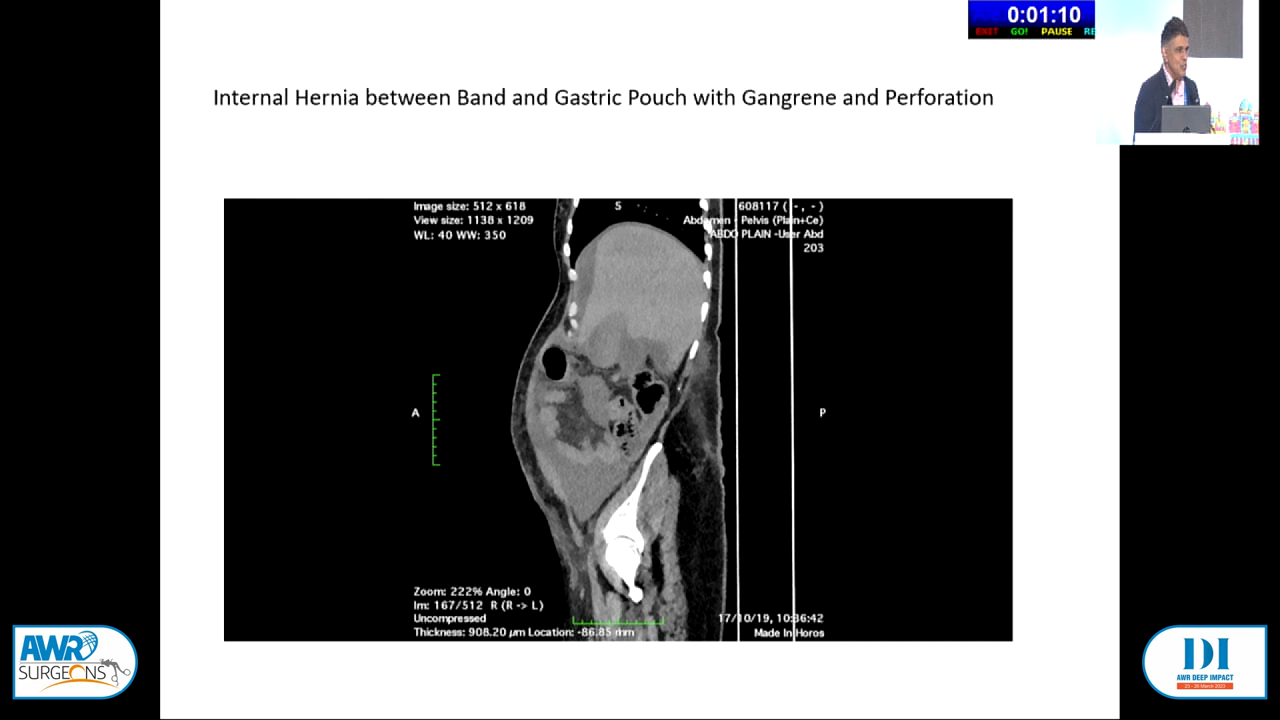 0:01:10
EXIT GO! PAUSE RE
Internal Hernia between Band and Gastric Pouch with Gangrene and Perforation
Image size: 512 x 618
View size: 1138 x 1209
WL: 40 WW: 350
S
608117 ( -, - )
Abdomen - Pelvis (Plain+Ce)
ABDO PLAIN -User Abd
203
A
P
Zoom: 222% Angle: 0
Im: 167/512 R (R -> L)
Uncompressed
Thickness: 908.20 µm Location: -86.85 mm
17/10/19, 10:36:42
Made In Horos
AWR
SURGEONS
DI
AWR DEEP IMPACT